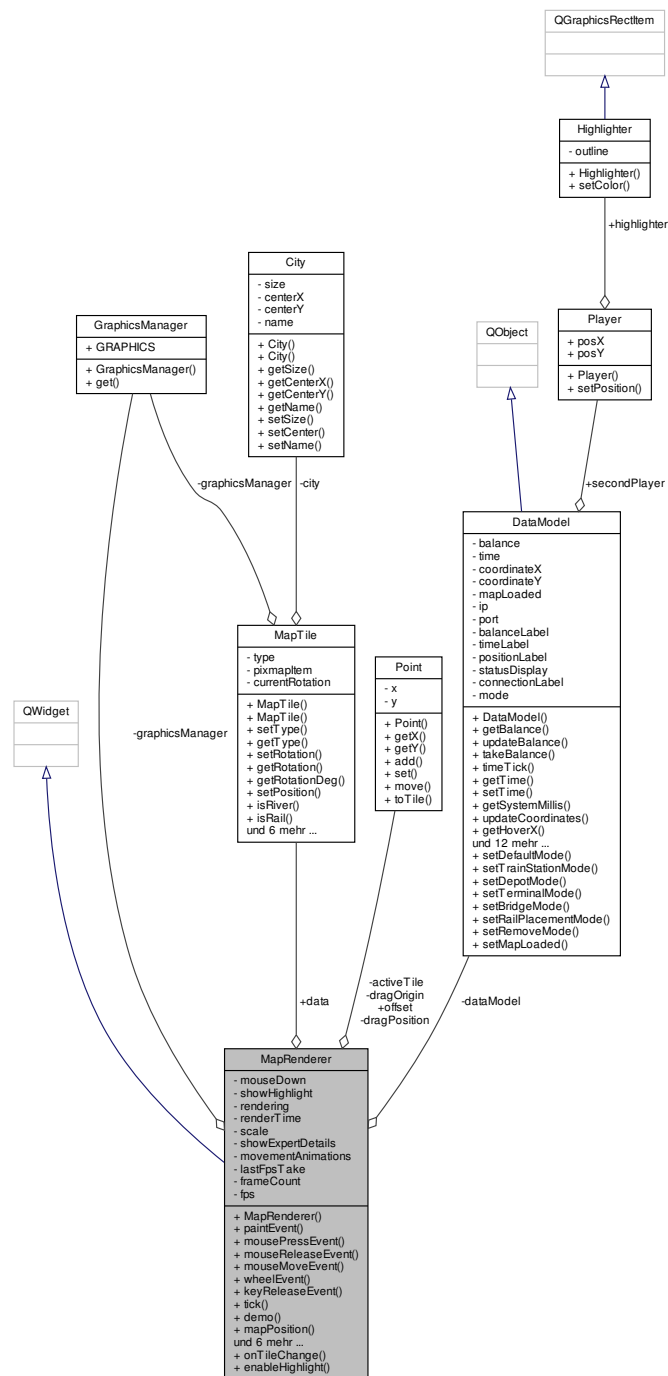 QGraphicsRectItem
Highlighter
- outline
+ Highlighter()
+ setColor()
+highlighter
City
- size
- centerX
- centerY
- name
+ City()
+ City()
+ getSize()
+ getCenterX()
+ getCenterY()
+ getName()
+ setSize()
+ setCenter()
+ setName()
GraphicsManager
+ GRAPHICS
+ GraphicsManager()
+ get()
QObject
Player
+ posX
+ posY
+ Player()
+ setPosition()
-graphicsManager
-city
+secondPlayer
DataModel
- balance
- time
- coordinateX
- coordinateY
- mapLoaded
- ip
- port
- balanceLabel
- timeLabel
- positionLabel
- statusDisplay
- connectionLabel
- mode
+ DataModel()
+ getBalance()
+ updateBalance()
+ takeBalance()
+ timeTick()
+ getTime()
+ setTime()
+ getSystemMillis()
+ updateCoordinates()
+ getHoverX()
und 12 mehr ...
+ setDefaultMode()
+ setTrainStationMode()
+ setDepotMode()
+ setTerminalMode()
+ setBridgeMode()
+ setRailPlacementMode()
+ setRemoveMode()
+ setMapLoaded()
MapTile
- type
- pixmapItem
- currentRotation
+ MapTile()
+ MapTile()
+ setType()
+ getType()
+ setRotation()
+ getRotation()
+ getRotationDeg()
+ setPosition()
+ isRiver()
+ isRail()
und 6 mehr ...
Point
- x
- y
+ Point()
+ getX()
+ getY()
+ add()
+ set()
+ move()
+ toTile()
QWidget
-graphicsManager
+data
-activeTile
-dragOrigin
+offset
-dragPosition
-dataModel
MapRenderer
- mouseDown
- showHighlight
- rendering
- renderTime
- scale
- showExpertDetails
- movementAnimations
- lastFpsTake
- frameCount
- fps
+ MapRenderer()
+ paintEvent()
+ mousePressEvent()
+ mouseReleaseEvent()
+ mouseMoveEvent()
+ wheelEvent()
+ keyReleaseEvent()
+ tick()
+ demo()
+ mapPosition()
und 6 mehr ...
+ onTileChange()
+ enableHighlight()